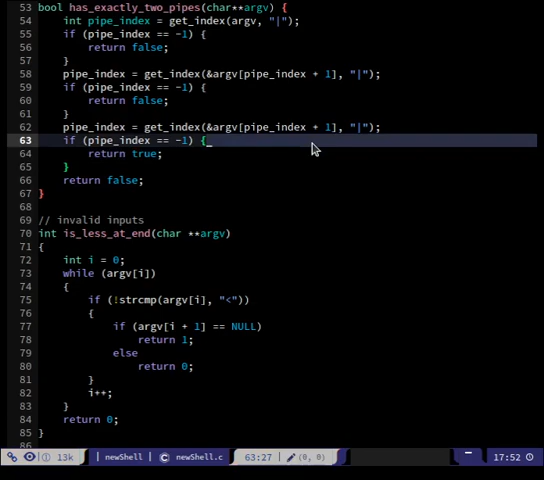 53 bool has_exactly_two_pipes(char**argv) {
54     int pipe_index = get_index(argv, "|");
55     if (pipe_index == -1) {
56         return false;
57     }
58     pipe_index = get_index(&argv[pipe_index + 1], "|");
59     if (pipe_index == -1) {
60         return false;
61     }
62     pipe_index = get_index(&argv[pipe_index + 1], "|");
63     if (pipe_index == -1) {
64         return true;
65     }
66     return false;
67 }
68
69 // invalid inputs
70 int is_less_at_end(char **argv)
71 {
72     int i = 0;
73     while (argv[i])
74     {
75         if (!strcmp(argv[i], "<"))
76         {
77             if (argv[i + 1] == NULL)
78                 return 1;
79             else
80                 return 0;
81         }
82         i++;
83     }
84     return 0;
85 }
86
13k | newShell | newShell.c 63:27 (0, 0) 17:52